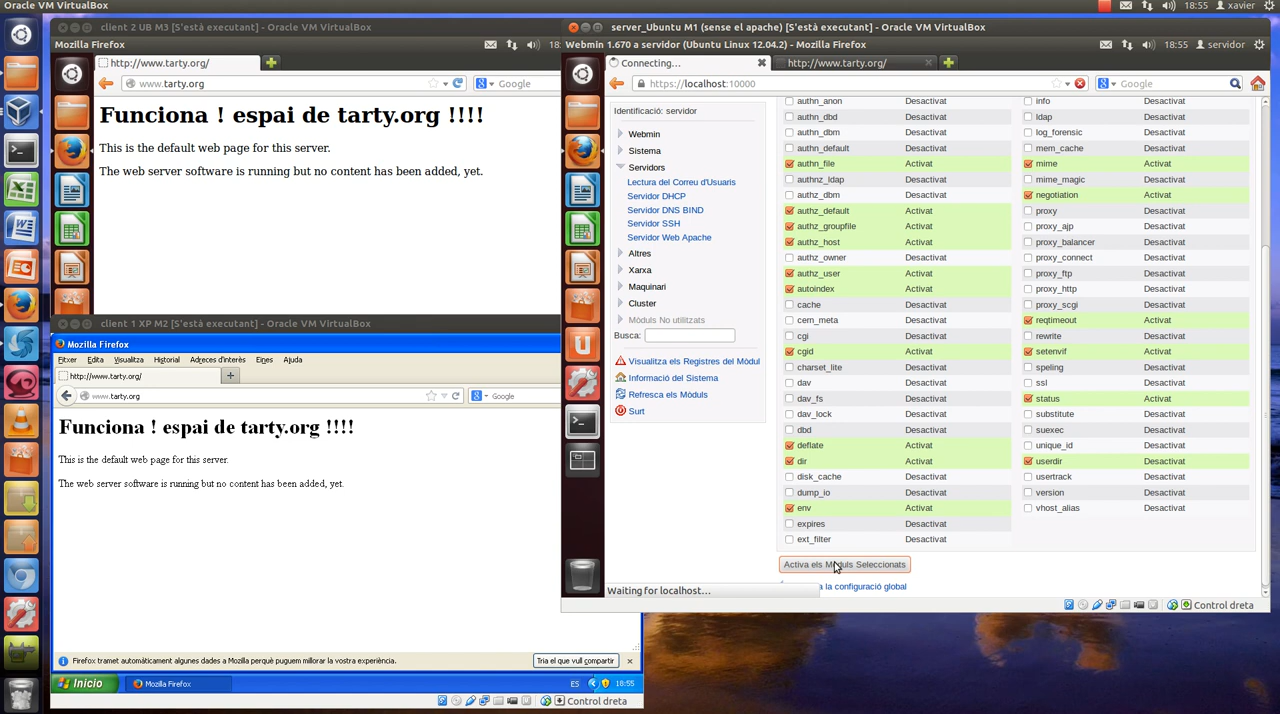 Oracle VM VirtualBox
18:55
xavier
client 2 UB M3 [S'està executant] - Oracle VM VirtualBox
Mozilla Firefox
18:
http://www.tarty.org/
www.tarty.org
Google
Funciona ! espai de tarty.org !!!!
This is the default web page for this server.
The web server software is running but no content has been added, yet.
client 1 XP M2 [S'està executant] - Oracle VM VirtualBox
Mozilla Firefox
Fitxer Edita Visualitza Historial Adreces d'interès Eines Ajuda
http://www.tarty.org/
www.tarty.org
Google
Funciona ! espai de tarty.org !!!!
This is the default web page for this server.
The web server software is running but no content has been added, yet.
Firefox tramet automàticament algunes dades a Mozilla perquè puguem millorar la vostra experiència.
Tria el que vull compartir
Inicio
Mozilla Firefox
ES
18:55
Control dreta
server_Ubuntu M1 (sense el apache) [S'està executant] - Oracle VM VirtualBox
Webmin 1.670 a servidor (Ubuntu Linux 12.04.2) - Mozilla Firefox
18:55
servidor
Connecting...
http://www.tarty.org/
https://localhost:10000
Google
Identificació: servidor
Webmin
Sistema
Servidors
Lectura del Correu d'Usuaris
Servidor DHCP
Servidor DNS BIND
Servidor SSH
Servidor Web Apache
Altres
Xarxa
Maquinari
Cluster
Mòduls No utilitzats
Busca:
Visualitza els Registres del Mòdul
Informació del Sistema
Refresca els Mòduls
Surt
authn_anon Desactivat
authn_dbd Desactivat
authn_dbm Desactivat
authn_default Desactivat
authn_file Activat
authnz_ldap Desactivat
authz_dbm Desactivat
authz_default Activat
authz_groupfile Activat
authz_host Activat
authz_owner Desactivat
authz_user Activat
autoindex Activat
cache Desactivat
cern_meta Desactivat
cgi Desactivat
cgid Activat
charset_lite Desactivat
dav Desactivat
dav_fs Desactivat
dav_lock Desactivat
dbd Desactivat
deflate Activat
dir Activat
disk_cache Desactivat
dump_io Desactivat
env Activat
expires Desactivat
ext_filter Desactivat
info Desactivat
ldap Desactivat
log_forensic Desactivat
mem_cache Desactivat
mime Activat
mime_magic Desactivat
negotiation Activat
proxy Desactivat
proxy_ajp Desactivat
proxy_balancer Desactivat
proxy_connect Desactivat
proxy_ftp Desactivat
proxy_http Desactivat
proxy_scgi Desactivat
reqtimeout Activat
rewrite Desactivat
setenvif Activat
speling Desactivat
ssl Desactivat
status Activat
substitute Desactivat
suexec Desactivat
unique_id Desactivat
userdir Desactivat
usertrack Desactivat
version Desactivat
vhost_alias Desactivat
Activa els Mòduls Seleccionats
a la configuració global
Waiting for localhost...
Control dreta